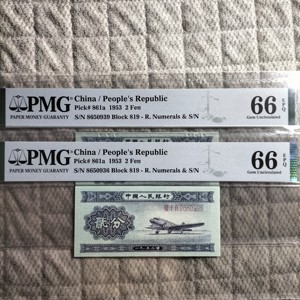 PMG
PAPER MONEY GUARANTY
China / People's Republic
Pick# 861a 1953 2 Fen
S/N 8650939 Block 819 - R. Numerals & S/N
66 EPQ
Gem Uncirculated
PMG
PAPER MONEY GUARANTY
China / People's Republic
Pick# 861a 1953 2 Fen
S/N 8650936 Block 819 - R. Numerals & S/N
66 EPQ
Gem Uncirculated
中國人民銀行
貳分